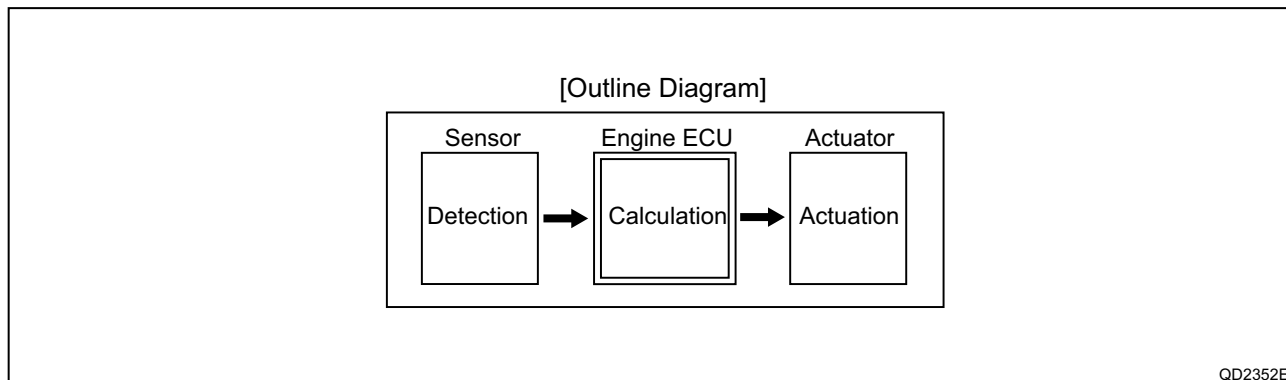 [Outline Diagram]
Sensor Engine ECU Actuator
Detection Calculation Actuation
QD2352E